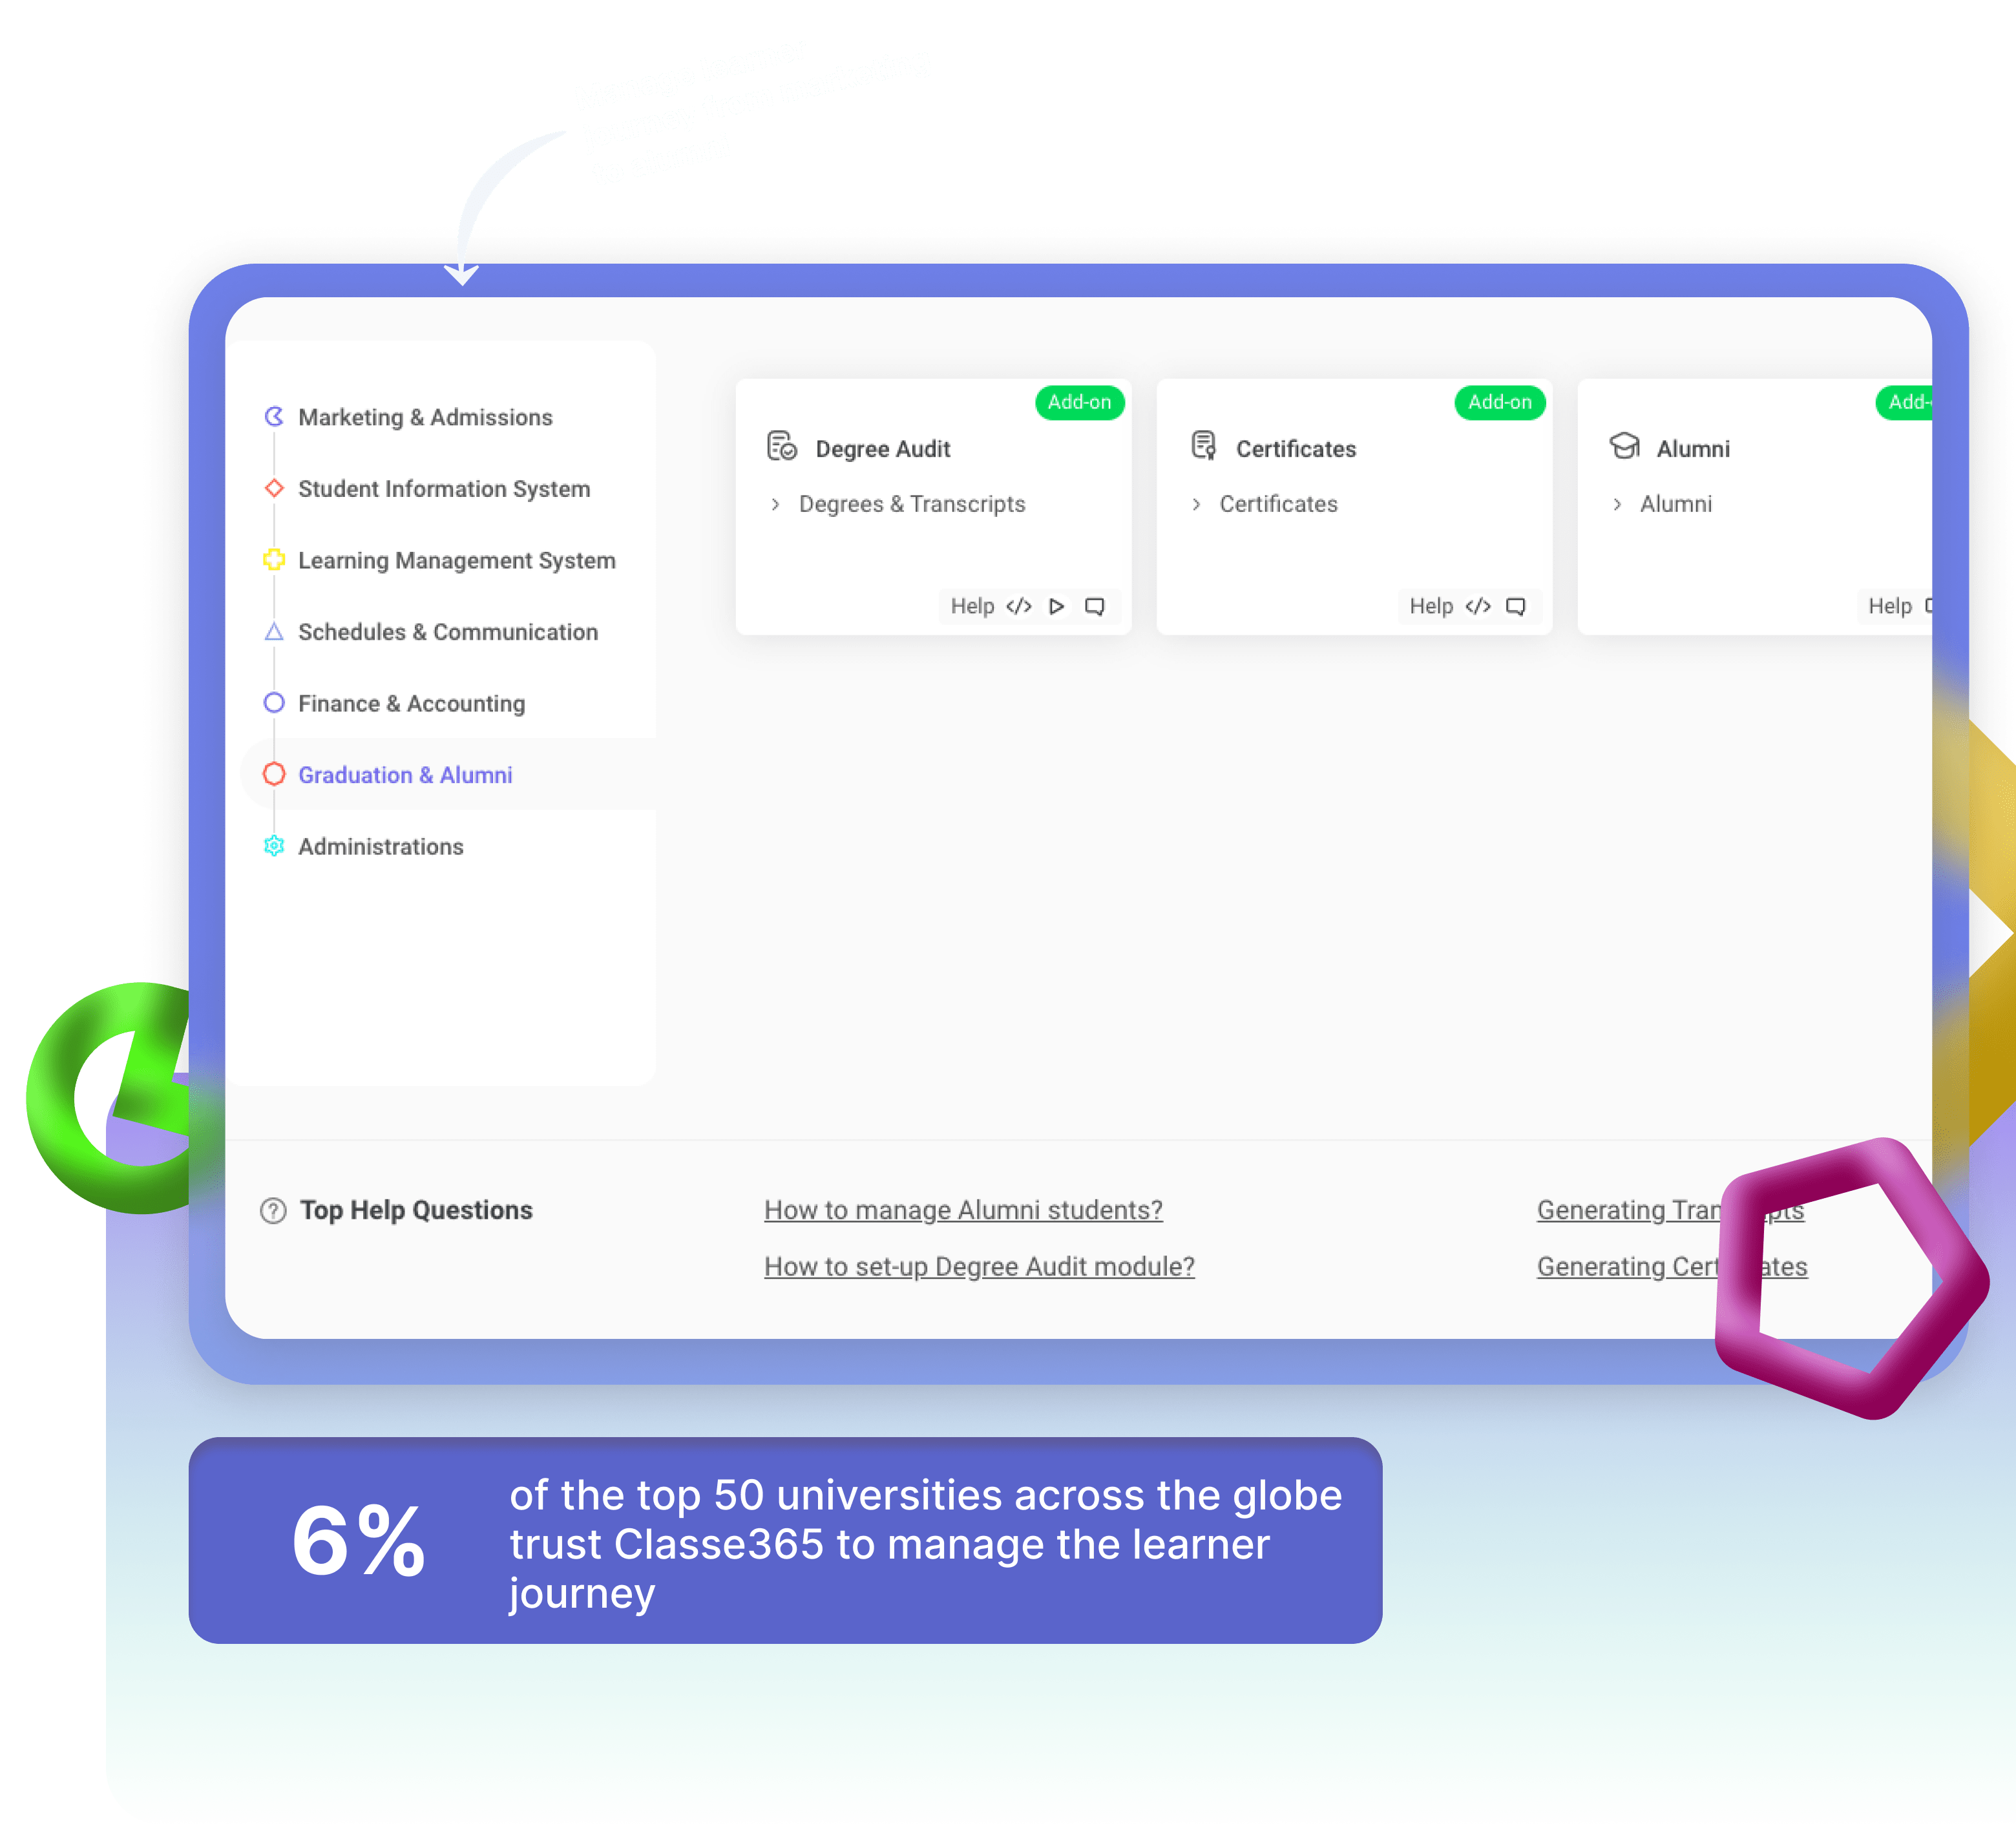 Marketing & Admissions
Student Information System
Learning Management System
Schedules & Communication
Finance & Accounting
Graduation & Alumni
Administrations
Add-on
Degree Audit
Degrees & Transcripts
Help
Add-on
Certificates
Certificates
Help
Add-
Alumni
Alumni
Help
Top Help Questions
How to manage Alumni students?
How to set-up Degree Audit module?
Generating Tran pts
Generating Cert ates
6%
of the top 50 universities across the globe
trust Classe365 to manage the learner
journey